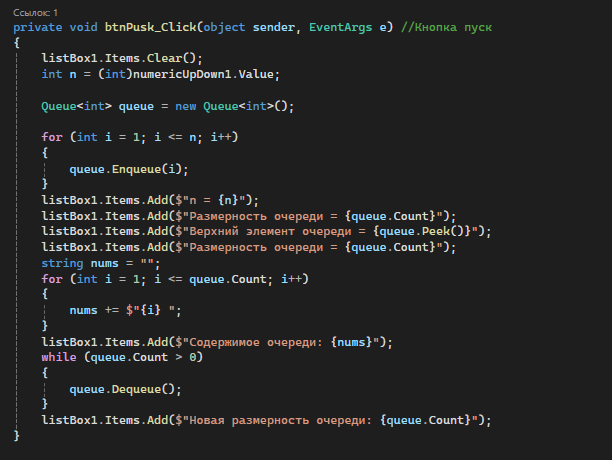 Ссылок: 1
private void btnPusk_Click(object sender, EventArgs e) //Кнопка пуск
{
    listBox1.Items.Clear();
    int n = (int)numericUpDown1.Value;

    Queue<int> queue = new Queue<int>();

    for (int i = 1; i <= n; i++)
    {
        queue.Enqueue(i);
    }
    listBox1.Items.Add($"n = {n}");
    listBox1.Items.Add($"Размерность очереди = {queue.Count}");
    listBox1.Items.Add($"Верхний элемент очереди = {queue.Peek()}");
    listBox1.Items.Add($"Размерность очереди = {queue.Count}");
    string nums = "";
    for (int i = 1; i <= queue.Count; i++)
    {
        nums += $"{i} ";
    }
    listBox1.Items.Add($"Содержимое очереди: {nums}");
    while (queue.Count > 0)
    {
        queue.Dequeue();
    }
    listBox1.Items.Add($"Новая размерность очереди: {queue.Count}");
}